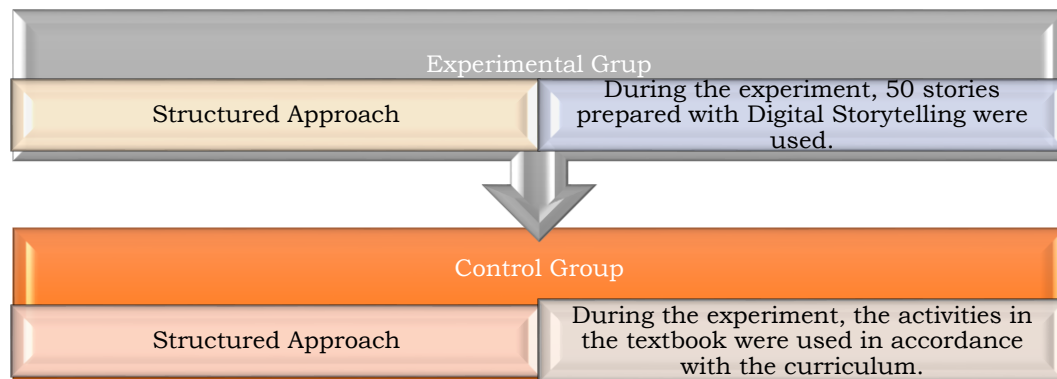 Experimental Grup
Structured Approach
During the experiment, 50 stories
prepared with Digital Storytelling were
used.
Control Group
Structured Approach
During the experiment, the activities in
the textbook were used in accordance
with the curriculum.